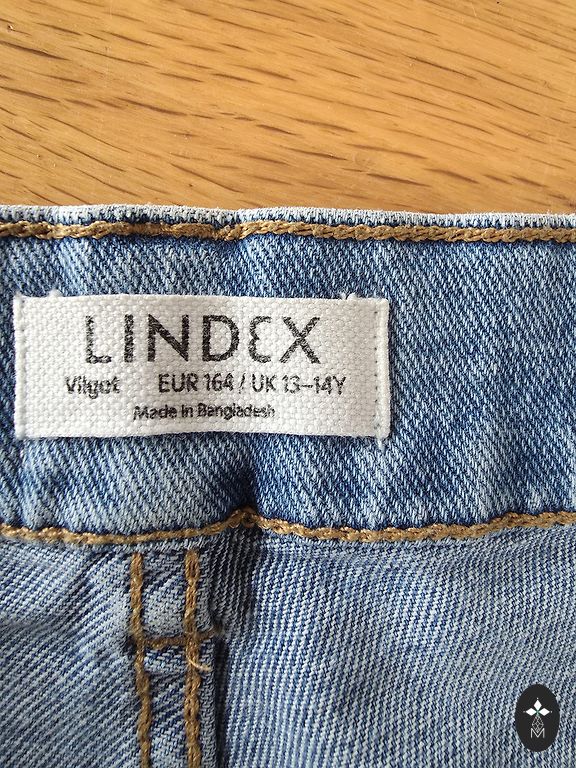 LINDEX
Vilgot EUR 164 / UK 13–14Y
Made in Bangladesh
M